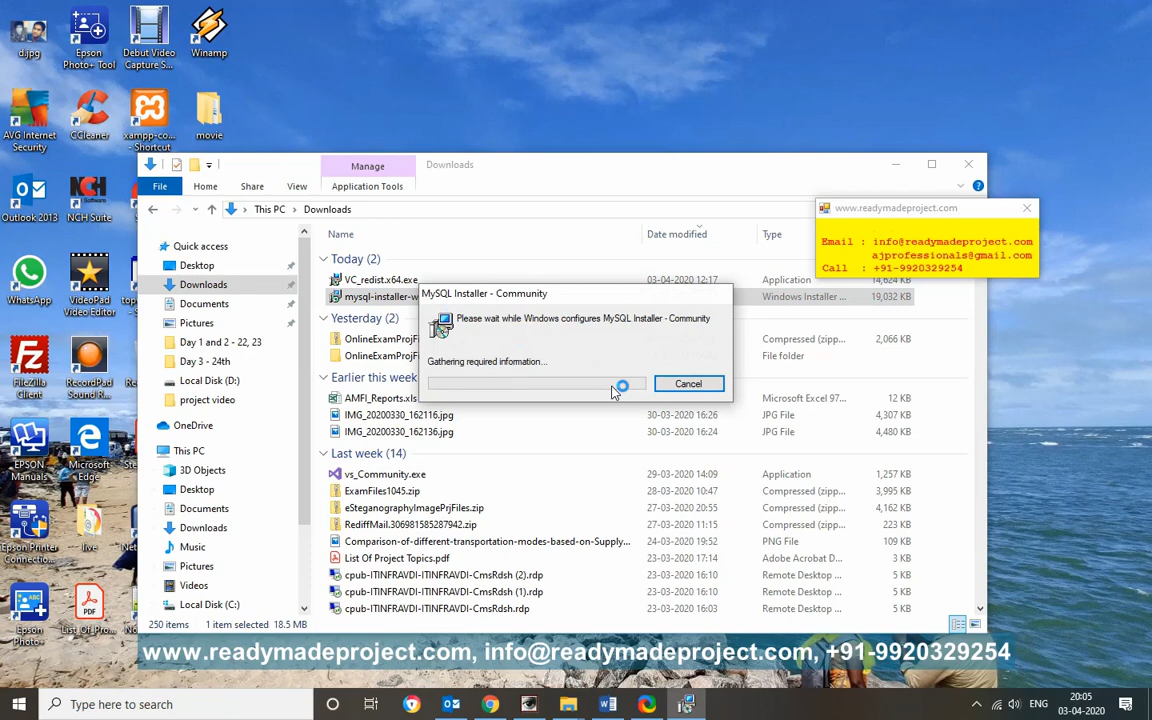 dj.jpg
Epson
Photo+ Tool
Debut Video
Capture S...
Winamp
AVG Internet
Security
CCleaner
xampp-co...
- Shortcut
movie
Outlook 2013
NCH Suite
WhatsApp
VideoPad
Video Editor
FileZilla
Client
RecordPad
Sound Re...
EPSON
Manuals
Microsoft
Edge
Epson Printer
Connectio...
live
Epson
Photo+
List_Of_Pro...
Manage
Downloads
File
Home
Share
View
Application Tools
This PC
Downloads
Quick access
Desktop
Downloads
Documents
Pictures
Day 1 and 2 - 22, 23
Day 3 - 24th
Local Disk (D:)
project video
OneDrive
This PC
3D Objects
Desktop
Documents
Downloads
Music
Pictures
Videos
Local Disk (C:)
Name
Date modified
Type
Today (2)
VC_redist.x64.exe 03-04-2020 12:17 Application 14,624 KB
mysql-installer-w Windows Installer ... 19,032 KB
Yesterday (2)
OnlineExamProjF Compressed (zipp... 2,066 KB
OnlineExamProjF File folder
Earlier this week
AMFI_Reports.xls Microsoft Excel 97... 12 KB
IMG_20200330_162116.jpg 30-03-2020 16:26 JPG File 4,307 KB
IMG_20200330_162136.jpg 30-03-2020 16:24 JPG File 4,480 KB
Last week (14)
vs_Community.exe 29-03-2020 14:09 Application 1,257 KB
ExamFiles1045.zip 28-03-2020 10:47 Compressed (zipp... 3,995 KB
eSteganographyImagePrjFiles.zip 27-03-2020 20:55 Compressed (zipp... 4,162 KB
RediffMail.306981585287942.zip 27-03-2020 11:15 Compressed (zipp... 223 KB
Comparison-of-different-transportation-modes-based-on-Supply... 24-03-2020 19:52 PNG File 109 KB
List Of Project Topics.pdf 23-03-2020 17:14 Adobe Acrobat D...
cpub-ITINFRAVDI-ITINFRAVDI-CmsRdsh (2).rdp 23-03-2020 16:10 Remote Desktop ... 5 KB
cpub-ITINFRAVDI-ITINFRAVDI-CmsRdsh (1).rdp 23-03-2020 16:10 Remote Desktop ... 5 KB
cpub-ITINFRAVDI-ITINFRAVDI-CmsRdsh.rdp 23-03-2020 16:03 Remote Desktop ... 5 KB
250 items 1 item selected 18.5 MB
MySQL Installer - Community
Please wait while Windows configures MySQL Installer - Community
Gathering required information...
Cancel
www.readymadeproject.com
Email : info@readymadeproject.com
ajprofessionals@gmail.com
Call : +91-9920329254
www.readymadeproject.com, info@readymadeproject.com, +91-9920329254
Type here to search
ENG
20:05
03-04-2020